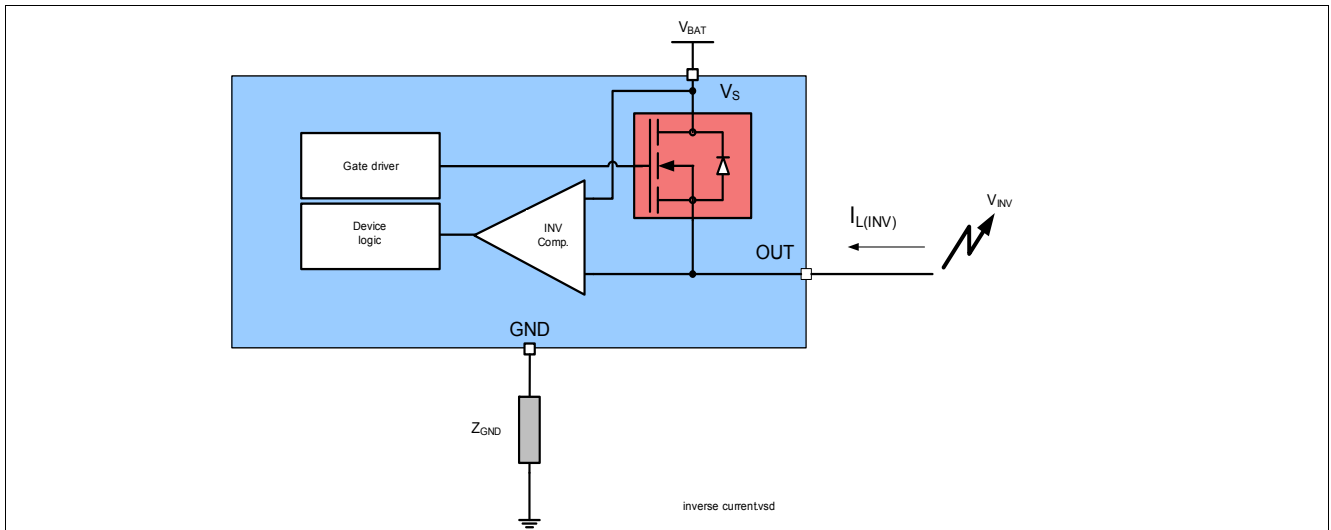 VBAT
VS
Gate driver
Device
logic
INV
Comp.
IL(INV)
VINV
OUT
GND
ZGND
inverse current.vsd